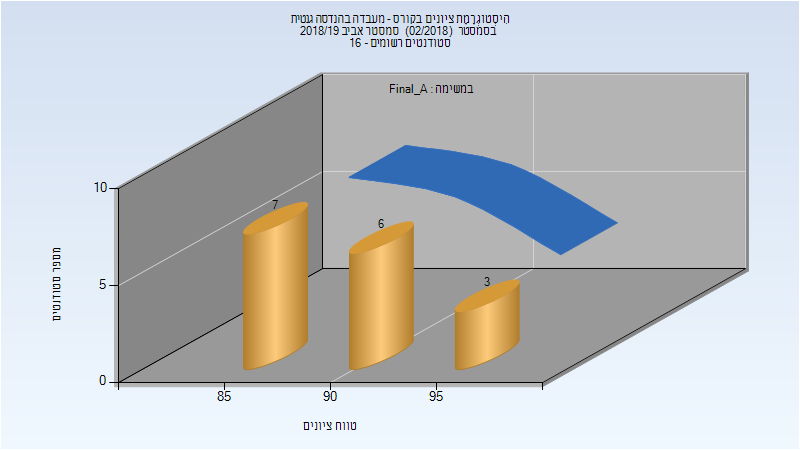 היסטוגרמת ציונים בקורס - מעבדה בהנדסה גנטית
בסמסטר (02/2018) סמסטר אביב 2018/19
סטודנטים רשומים - 16
במשימה : Final_A
מספר סטודנטים
10
5
0
7
6
3
85
90
95
טווח ציונים